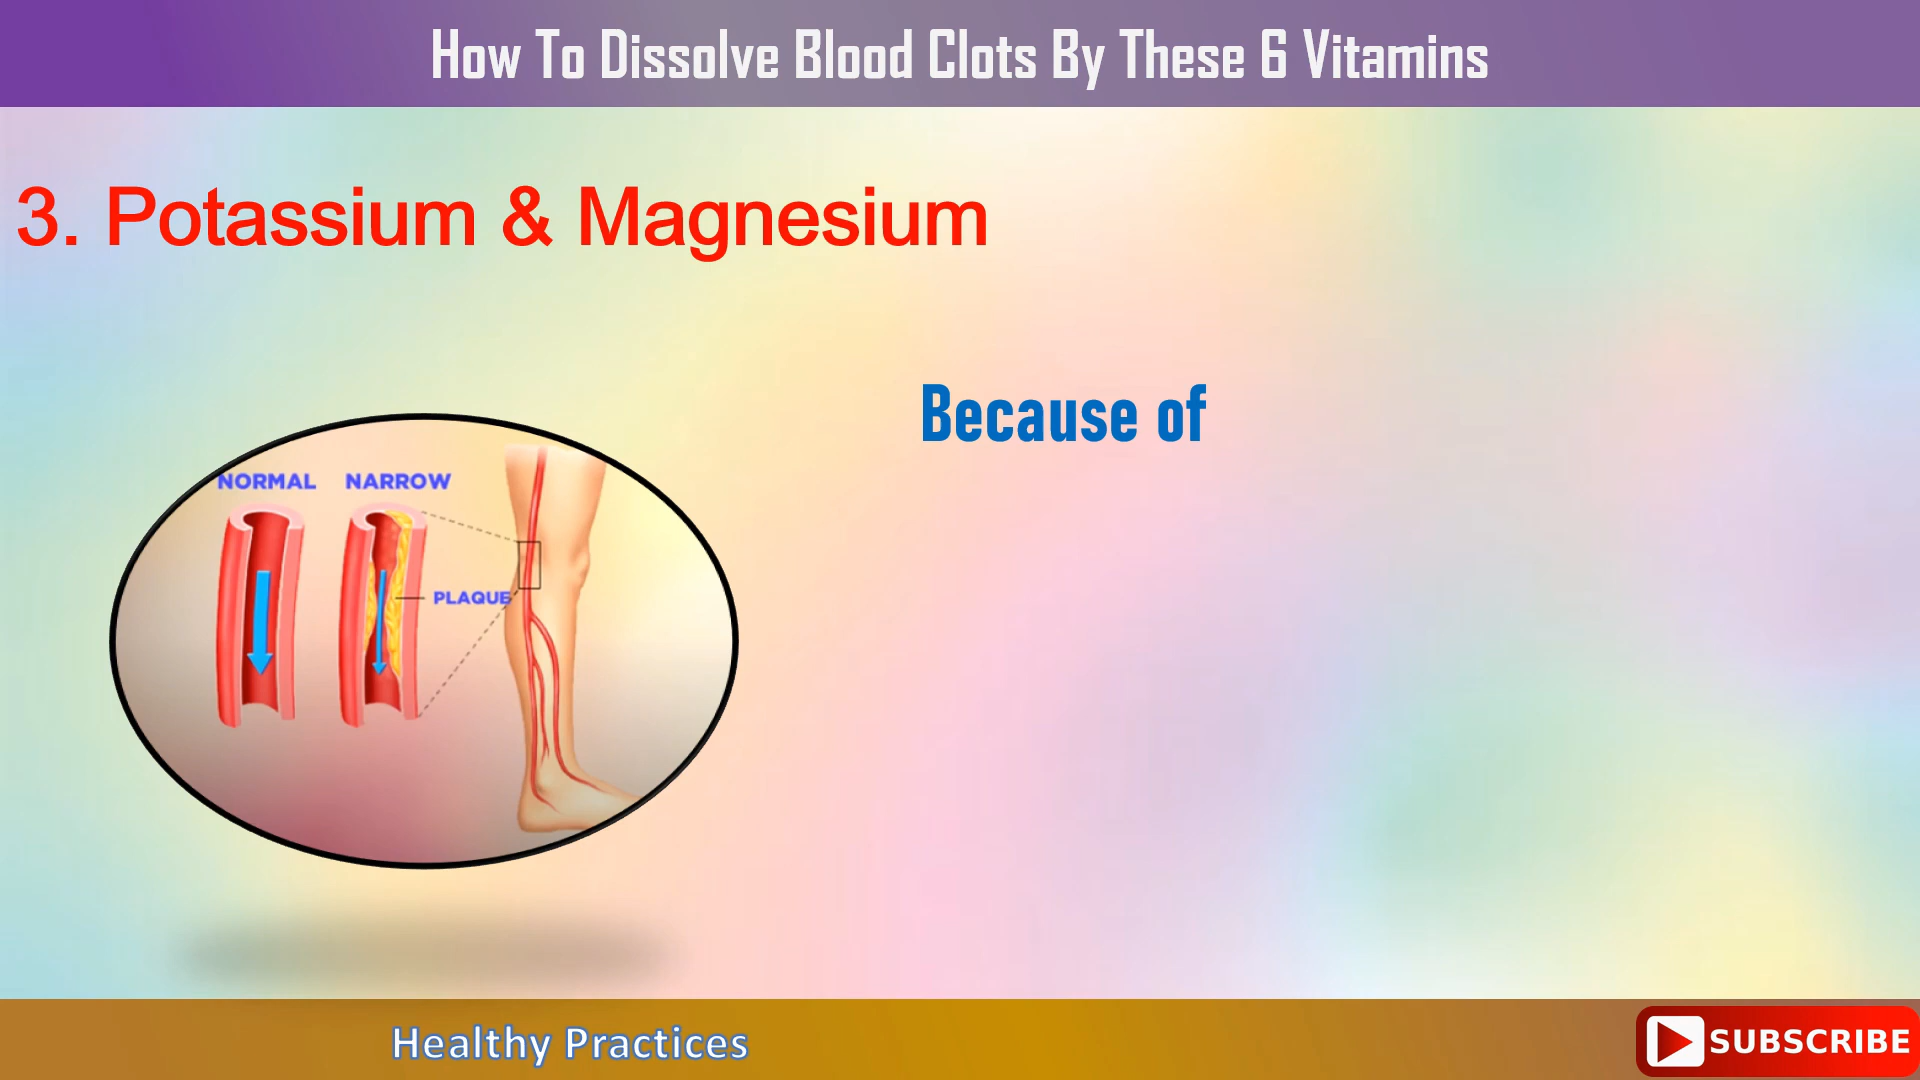 How To Dissolve Blood Clots By These 6 Vitamins
3. Potassium & Magnesium
Because of
NORMAL NARROW
PLAQUE
Healthy Practices
SUBSCRIBE